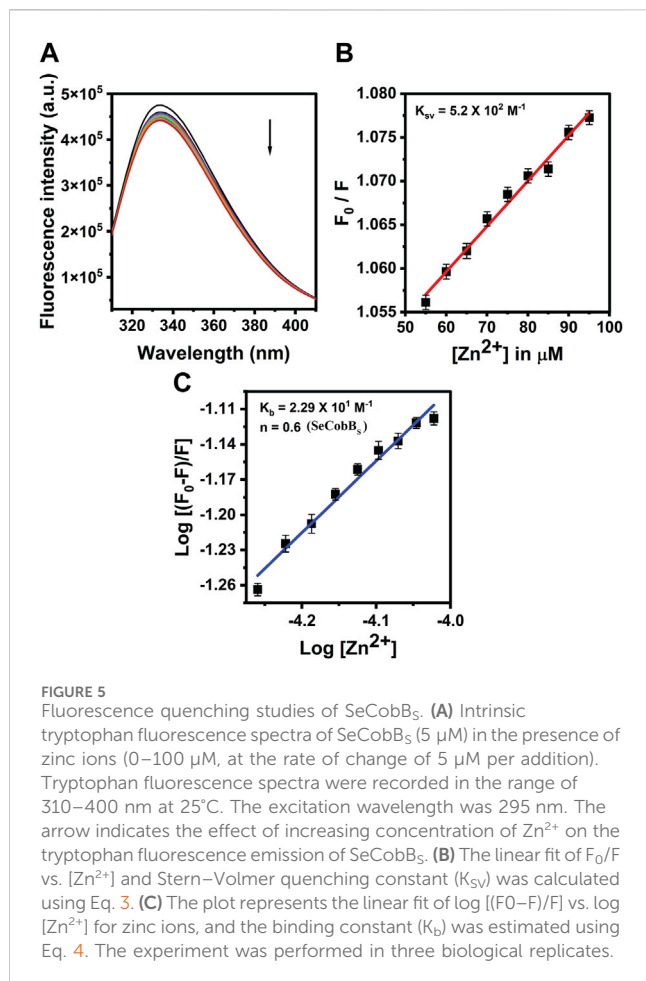 A
Fluorescence intensity (a.u.)
5×10⁵
4×10⁵
3×10⁵
2×10⁵
1×10⁵
320 340 360 380 400
Wavelength (nm)
B
Kₛᵥ = 5.2 X 10² M⁻¹
F₀ / F
1.080
1.075
1.070
1.065
1.060
1.055
50 60 70 80 90 100
[Zn²⁺] in μM
C
K_b = 2.29 X 10¹ M⁻¹
n = 0.6 (SeCobB_S)
Log [(F₀-F)/F]
-1.11
-1.14
-1.17
-1.20
-1.23
-1.26
-4.2 -4.1 -4.0
Log [Zn²⁺]
FIGURE 5
Fluorescence quenching studies of SeCobB_S. (A) Intrinsic
tryptophan fluorescence spectra of SeCobB_S (5 μM) in the presence of
zinc ions (0–100 μM, at the rate of change of 5 μM per addition).
Tryptophan fluorescence spectra were recorded in the range of
310–400 nm at 25°C. The excitation wavelength was 295 nm. The
arrow indicates the effect of increasing concentration of Zn²⁺ on the
tryptophan fluorescence emission of SeCobB_S. (B) The linear fit of F₀/F
vs. [Zn²⁺] and Stern–Volmer quenching constant (K_SV) was calculated
using Eq. 3. (C) The plot represents the linear fit of log [(F0–F)/F] vs. log
[Zn²⁺] for zinc ions, and the binding constant (K_b) was estimated using
Eq. 4. The experiment was performed in three biological replicates.